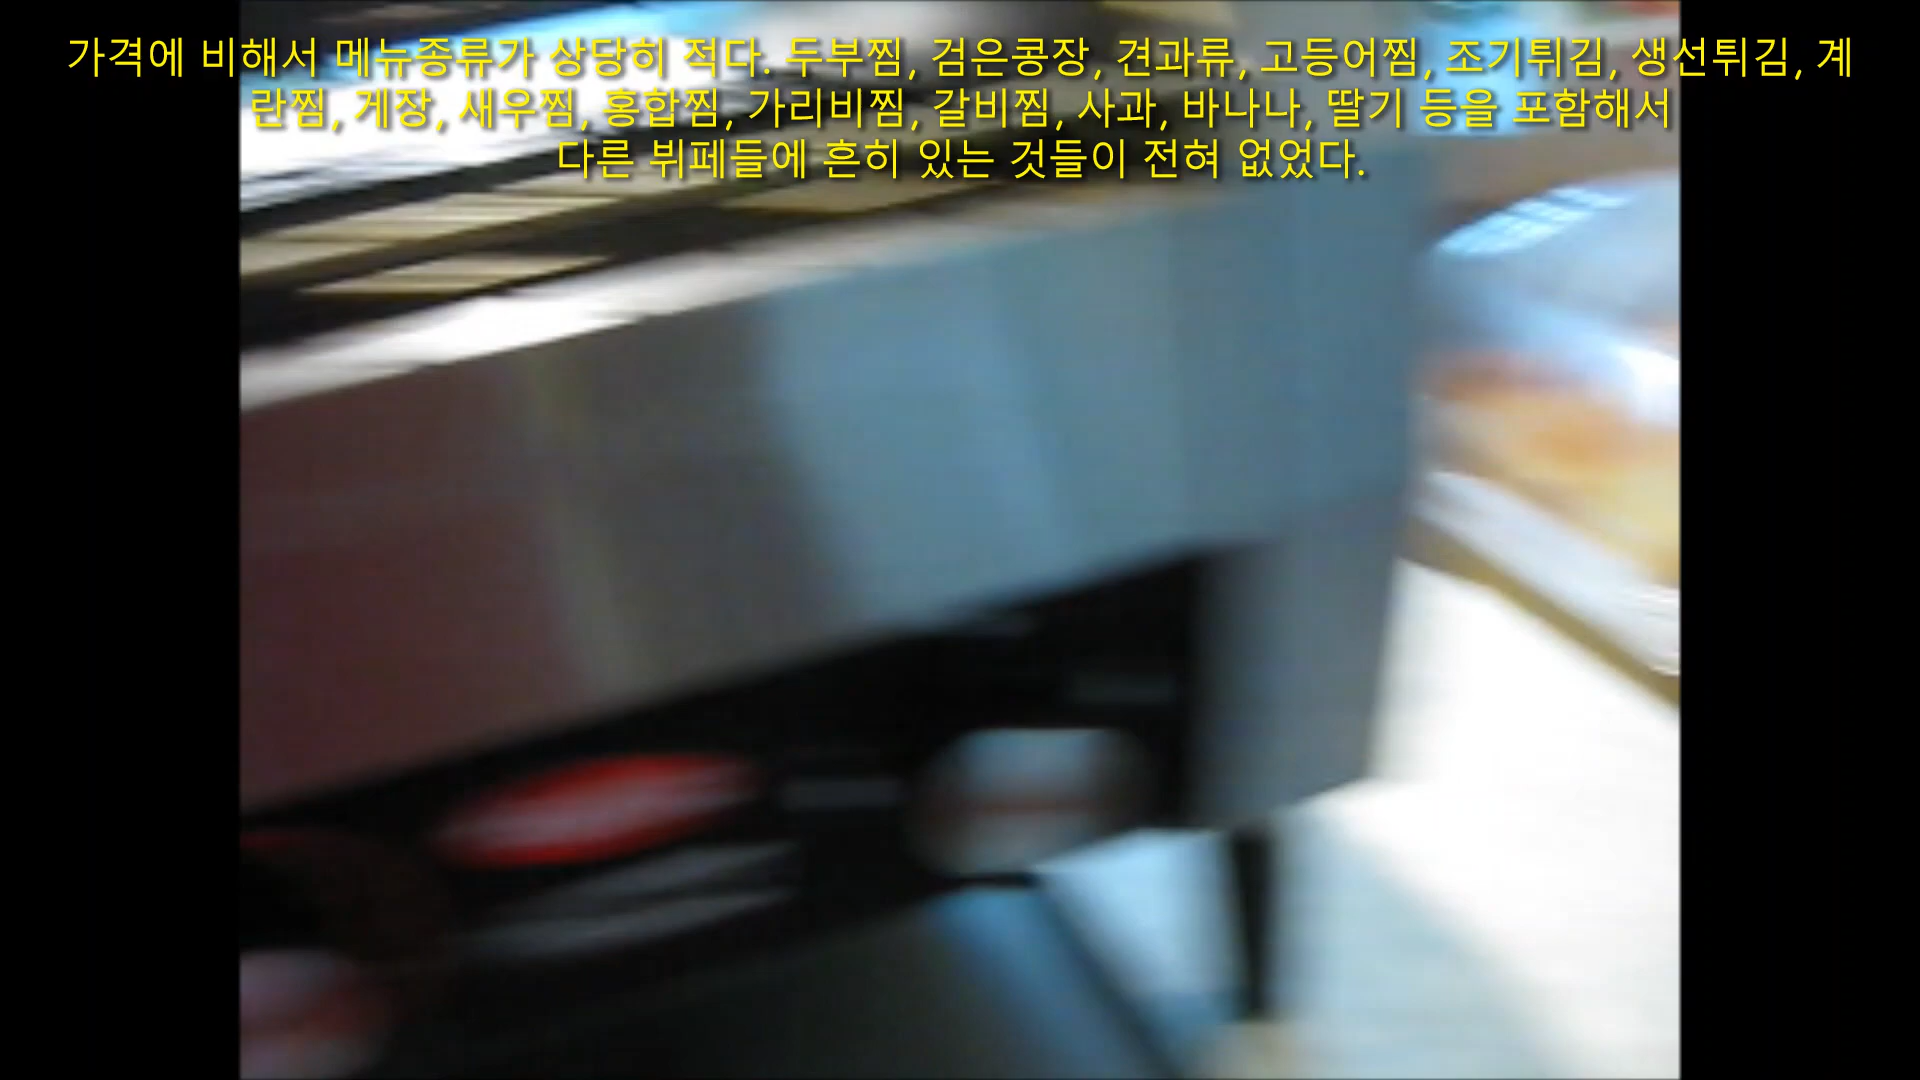 가격에 비해서 메뉴종류가 상당히 적다. 두부찜, 검은콩장, 견과류, 고등어찜, 조기튀김, 생선튀김, 계
란찜, 게장, 새우찜, 홍합찜, 가리비찜, 갈비찜, 사과, 바나나, 딸기 등을 포함해서
다른 뷔페들에 흔히 있는 것들이 전혀 없었다.